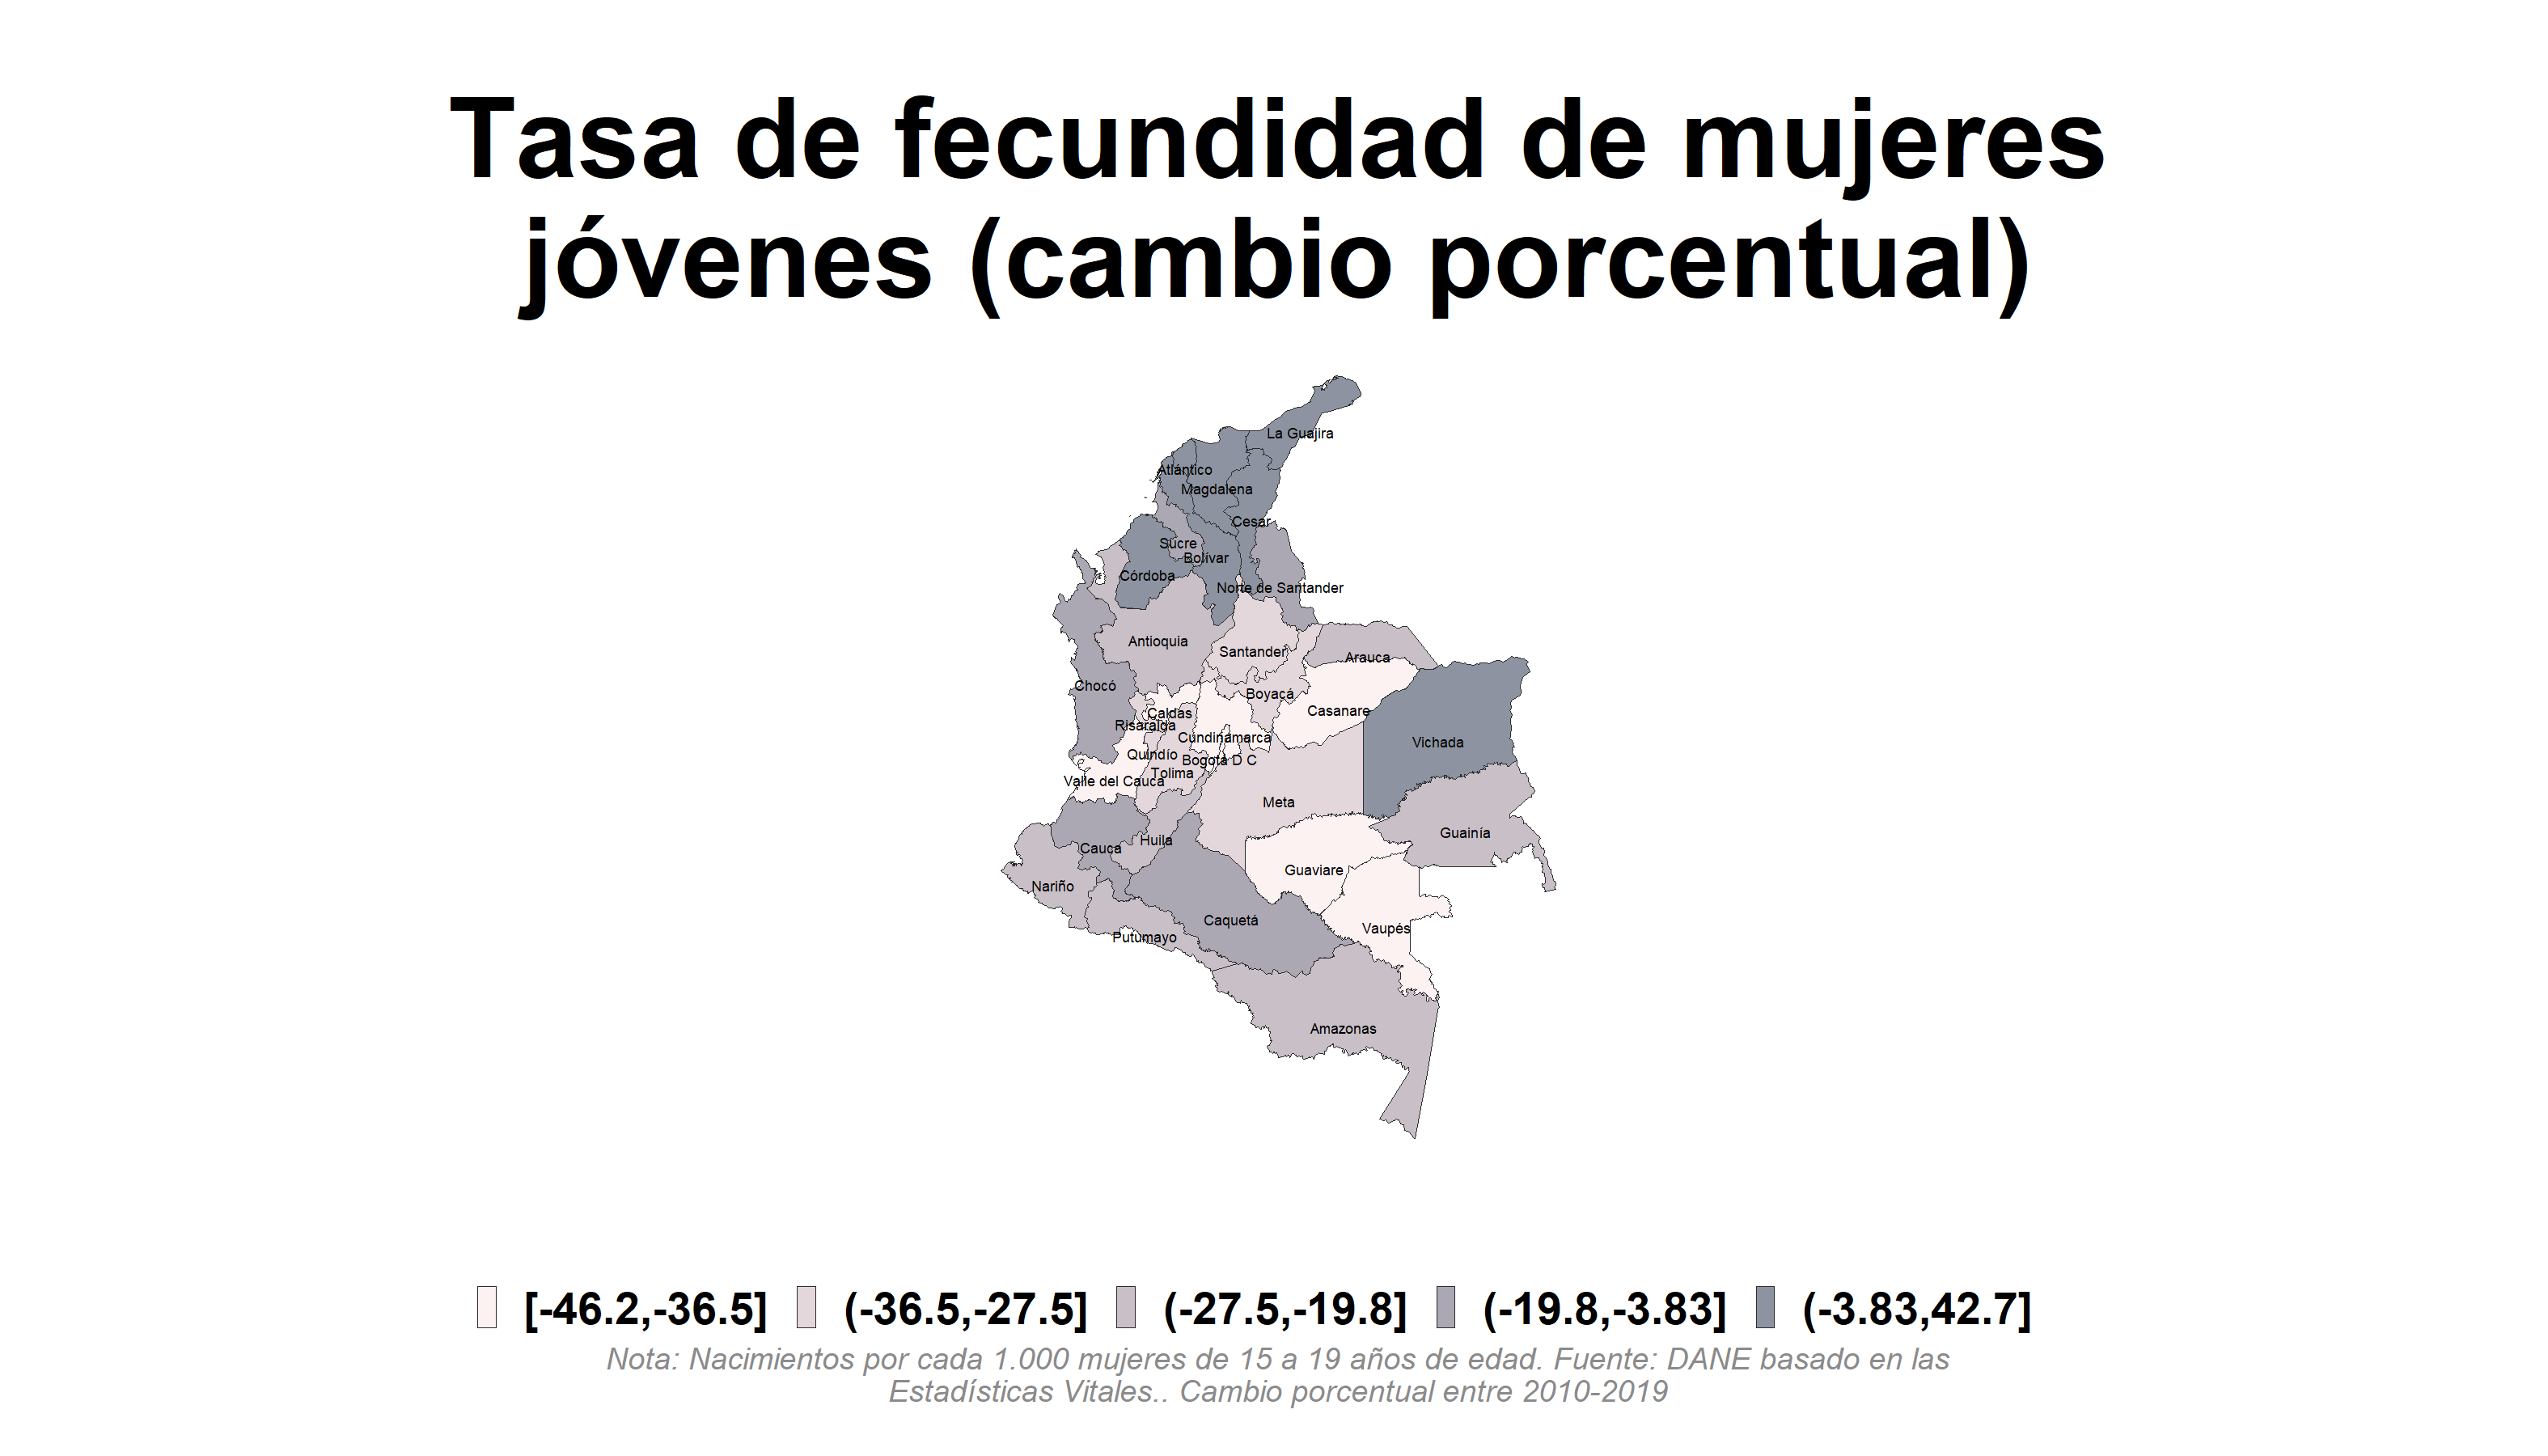 Tasa de fecundidad de mujeres
jóvenes (cambio porcentual)
La Guajira
Atlántico
Magdalena
Cesar
Sucre
Bolívar
Córdoba
Norte de Santander
Antioquia
Santander
Arauca
Chocó
Boyacá
Casanare
Caldas
Risaralda
Cundinamarca
Vichada
Quindío
Bogotá D C
Tolima
Valle del Cauca
Meta
Guainía
Huila
Cauca
Guaviare
Nariño
Caquetá
Vaupés
Putumayo
Amazonas
[-46.2,-36.5] (-36.5,-27.5] (-27.5,-19.8] (-19.8,-3.83] (-3.83,42.7]
Nota: Nacimientos por cada 1.000 mujeres de 15 a 19 años de edad. Fuente: DANE basado en las
Estadísticas Vitales.. Cambio porcentual entre 2010-2019